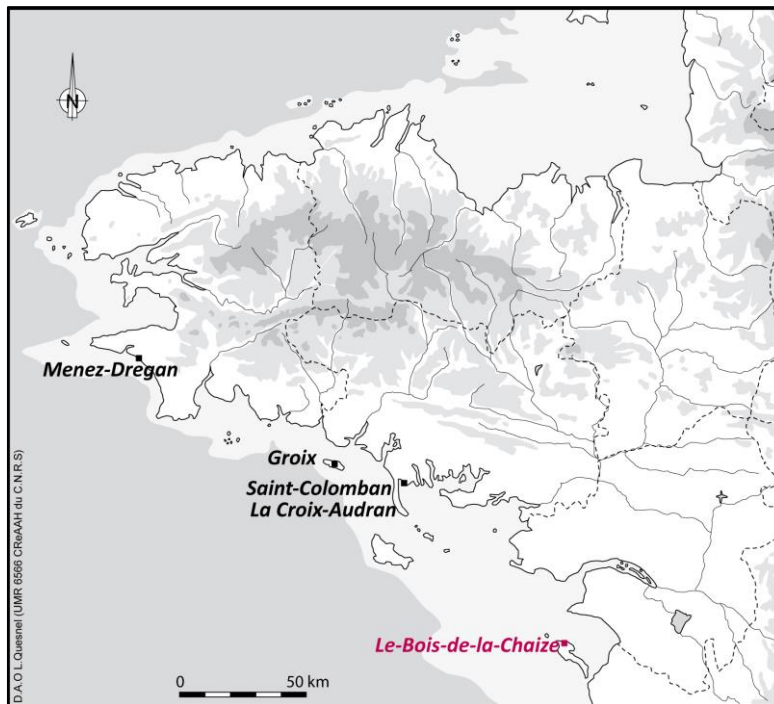 N
Menez-Dregan
Groix
Saint-Colomban
La Croix-Audran
Le-Bois-de-la-Chaize
0 50 km
D.A.O L.Quesnel (UMR 6566 CReAAH du C.N.R.S)